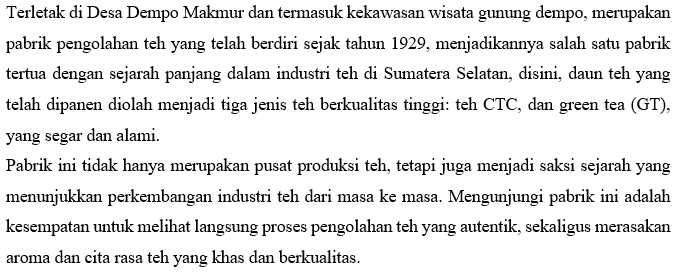 Terletak di Desa Dempo Makmur dan termasuk kekawasan wisata gunung dempo, merupakan
pabrik pengolahan teh yang telah berdiri sejak tahun 1929, menjadikannya salah satu pabrik
tertua dengan sejarah panjang dalam industri teh di Sumatera Selatan, disini, daun teh yang
telah dipanen diolah menjadi tiga jenis teh berkualitas tinggi: teh CTC, dan green tea (GT),
yang segar dan alami.
Pabrik ini tidak hanya merupakan pusat produksi teh, tetapi juga menjadi saksi sejarah yang
menunjukkan perkembangan industri teh dari masa ke masa. Mengunjungi pabrik ini adalah
kesempatan untuk melihat langsung proses pengolahan teh yang autentik, sekaligus merasakan
aroma dan cita rasa teh yang khas dan berkualitas.